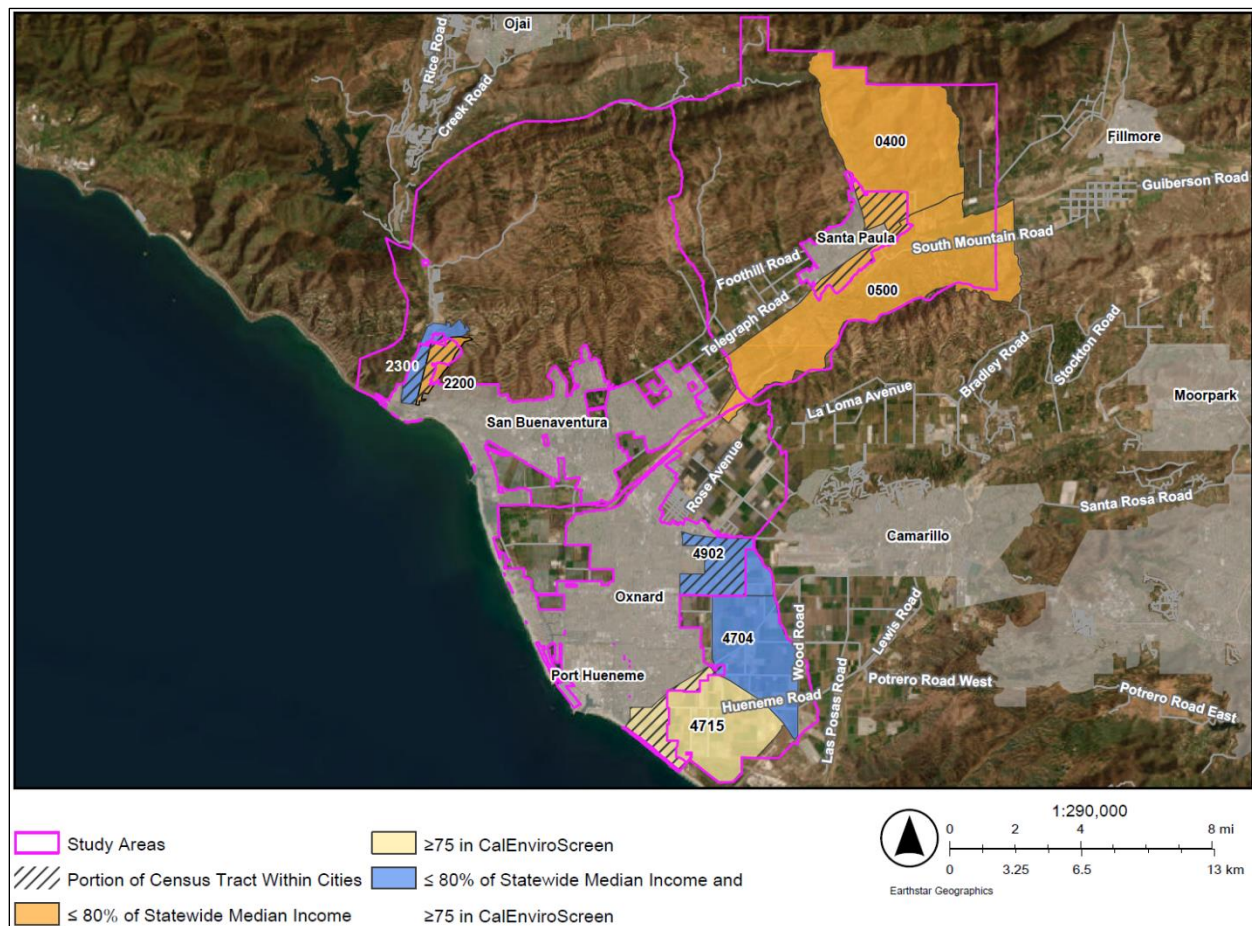 Ojai
Rice Road
Creek Road
0400
Fillmore
Guiberson Road
Santa Paula
South Mountain Road
Foothill Road
0500
Telegraph Road
2300
2200
Bradley Road
Stockton Road
La Loma Avenue
Moorpark
San Buenaventura
Rose Avenue
Santa Rosa Road
Camarillo
4902
Oxnard
Lewis Road
4704
Wood Road
Port Hueneme
Potrero Road West
Hueneme Road
Potrero Road East
Las Posas Road
4715
Study Areas
Portion of Census Tract Within Cities
≤ 80% of Statewide Median Income
≥75 in CalEnviroScreen
≤ 80% of Statewide Median Income and
≥75 in CalEnviroScreen
1:290,000
0 2 4 8 mi
0 3.25 6.5 13 km
Earthstar Geographics